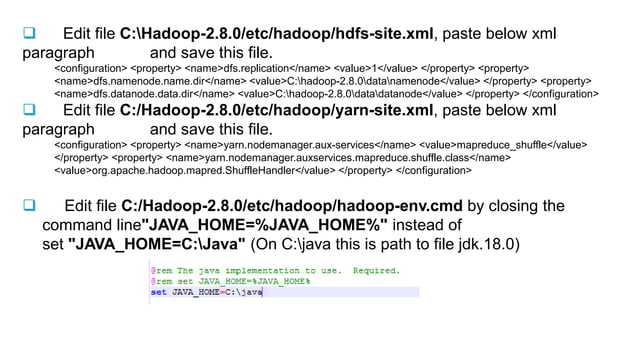 Edit file C:\Hadoop-2.8.0/etc/hadoop/hdfs-site.xml, paste below xml
paragraph and save this file.
<configuration> <property> <name>dfs.replication</name> <value>1</value> </property> <property>
<name>dfs.namenode.name.dir</name> <value>C:\hadoop-2.8.0\data\namenode</value> </property> <property>
<name>dfs.datanode.data.dir</name> <value>C:\hadoop-2.8.0\data\datanode</value> </property> </configuration>
Edit file C:/Hadoop-2.8.0/etc/hadoop/yarn-site.xml, paste below xml
paragraph and save this file.
<configuration> <property> <name>yarn.nodemanager.aux-services</name> <value>mapreduce_shuffle</value>
</property> <property> <name>yarn.nodemanager.auxservices.mapreduce.shuffle.class</name>
<value>org.apache.hadoop.mapred.ShuffleHandler</value> </property> </configuration>
Edit file C:/Hadoop-2.8.0/etc/hadoop/hadoop-env.cmd by closing the
command line"JAVA_HOME=%JAVA_HOME%" instead of
set "JAVA_HOME=C:\Java" (On C:\java this is path to file jdk.18.0)
@rem The java implementation to use. Required.
@rem set JAVA_HOME=%JAVA_HOME%
set JAVA_HOME=C:\java